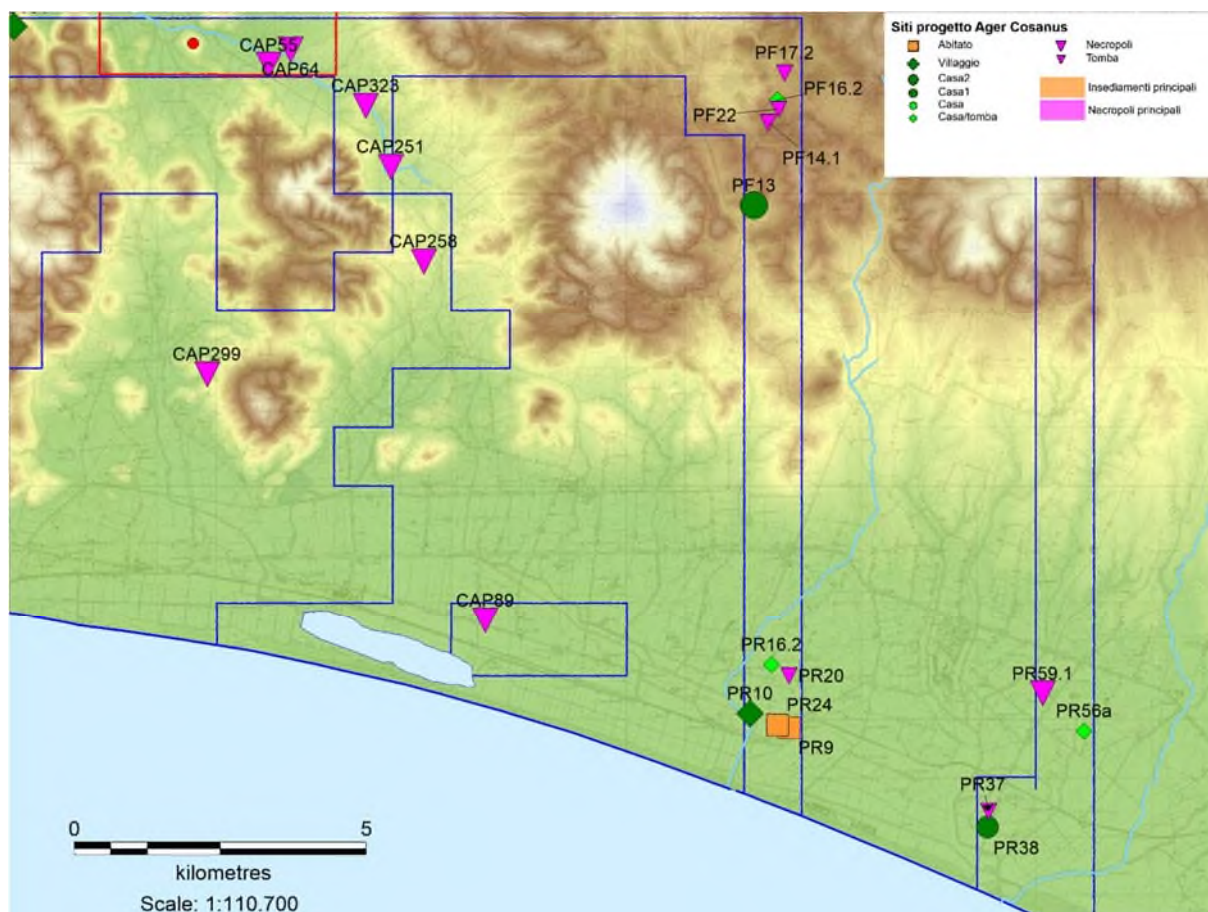 Siti progetto Ager Cosanus
Abitato
Villaggio
Casa2
Casa1
Casa
Casa/tomba
Necropoli
Tomba
Insediamenti principali
Necropoli principali
CAP55
CAP64
CAP323
CAP251
CAP258
CAP299
CAP89
PF17.2
PF16.2
PF22
PF14.1
PF13
PR16.2
PR20
PR10
PR24
PR9
PR59.1
PR56a
PR37
PR38
0 5
kilometres
Scale: 1:110.700